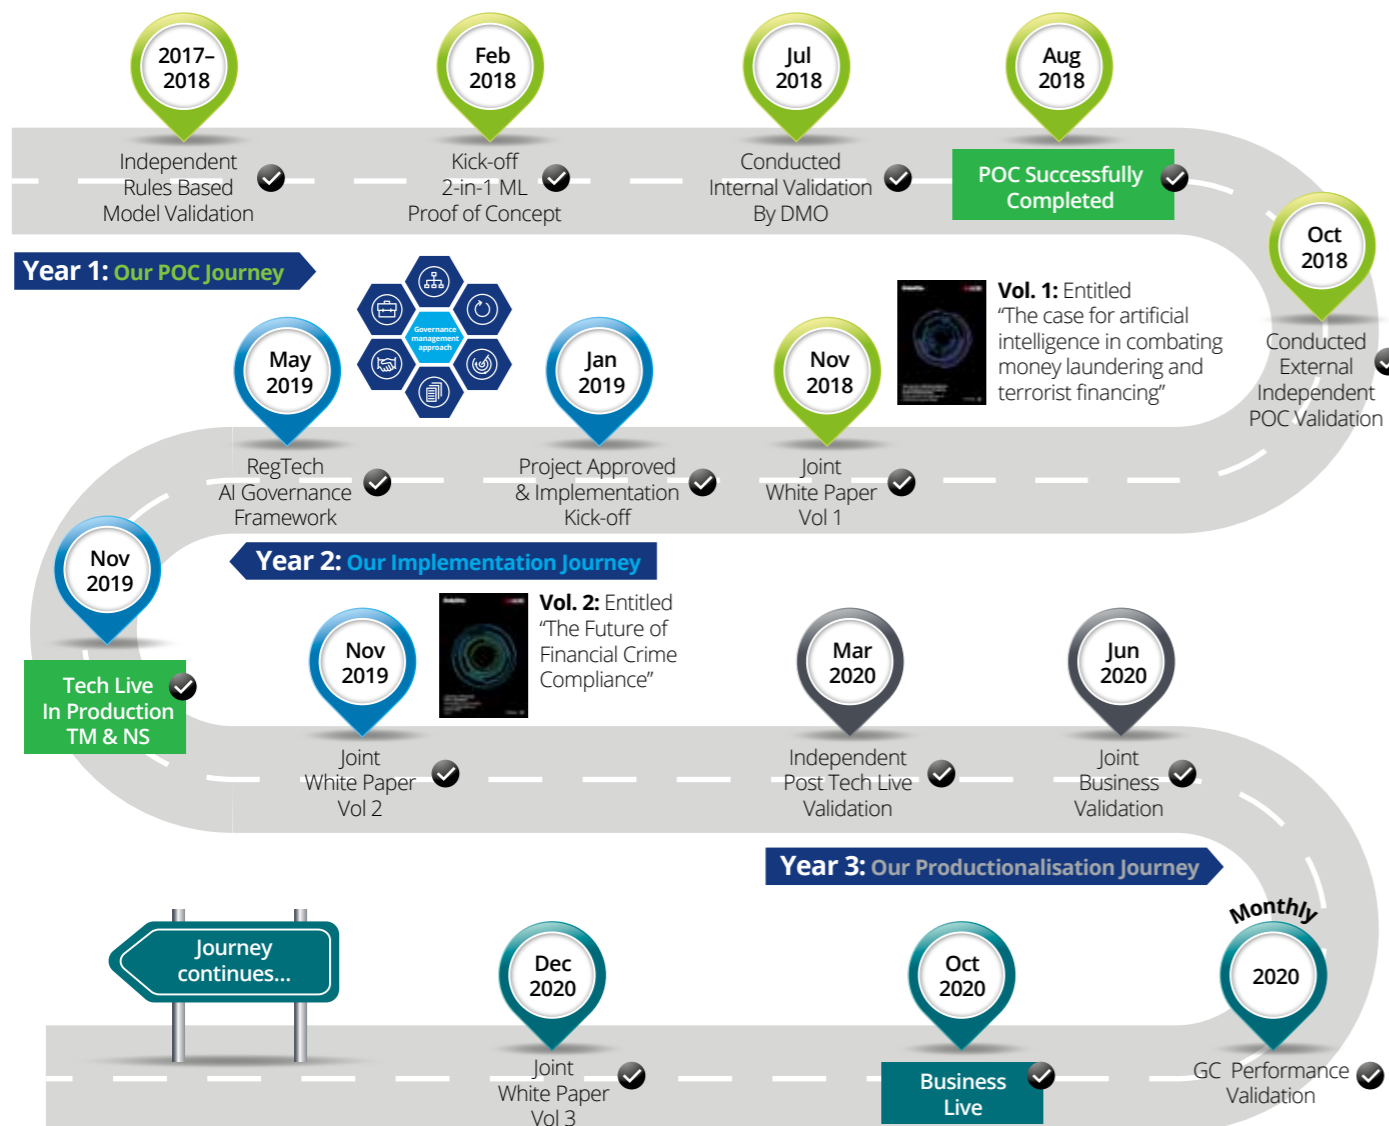 2017–
2018
Independent
Rules Based
Model Validation
Feb
2018
Kick-off
2-in-1 ML
Proof of Concept
Jul
2018
Conducted
Internal Validation
By DMO
Aug
2018
POC Successfully
Completed
Oct
2018
Conducted
External
Independent
POC Validation
Year 1: Our POC Journey
Governance
management
approach
Vol. 1: Entitled
“The case for artificial
intelligence in combating
money laundering and
terrorist financing”
Nov
2018
Joint
White Paper
Vol 1
Jan
2019
Project Approved
& Implementation
Kick-off
May
2019
RegTech
AI Governance
Framework
Year 2: Our Implementation Journey
Nov
2019
Tech Live
In Production
TM & NS
Nov
2019
Joint
White Paper
Vol 2
Vol. 2: Entitled
“The Future of
Financial Crime
Compliance”
Mar
2020
Independent
Post Tech Live
Validation
Jun
2020
Joint
Business
Validation
Year 3: Our Productionalisation Journey
Monthly
2020
GC Performance
Validation
Oct
2020
Business
Live
Dec
2020
Joint
White Paper
Vol 3
Journey
continues...